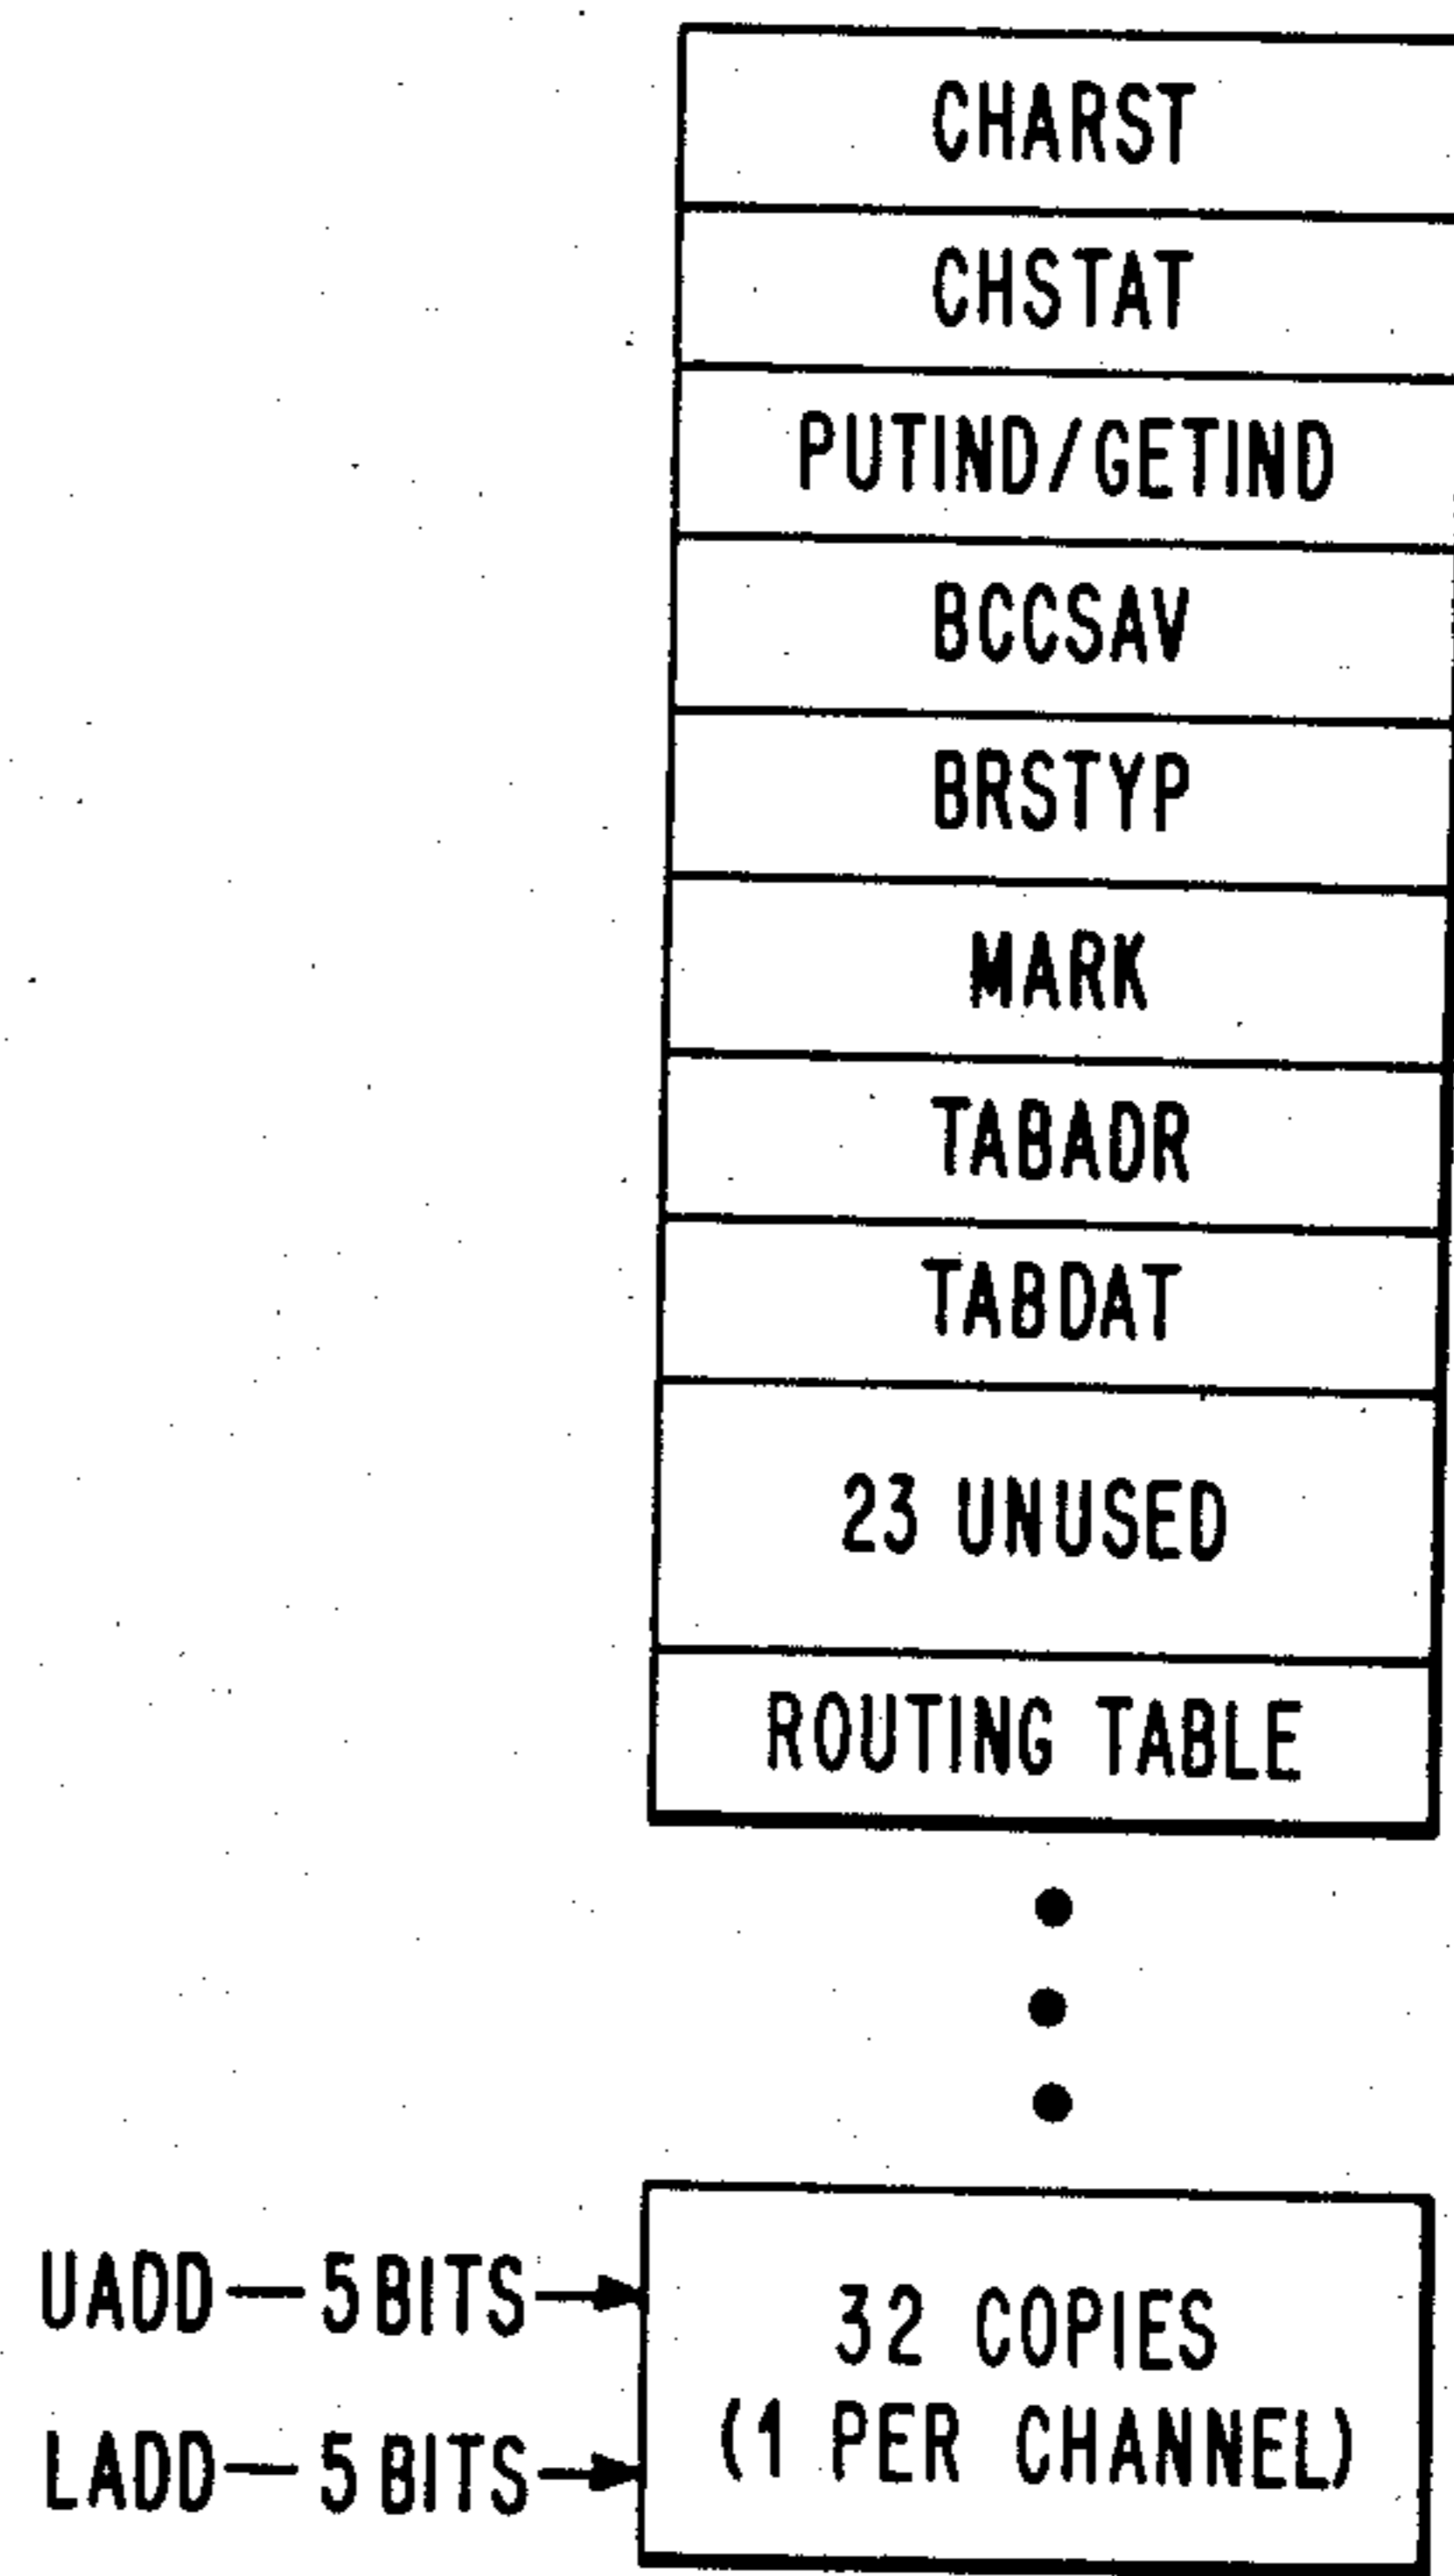 CHARST
CHSTAT
PUTIND/GETIND
BCCSAV
BRSTYP
MARK
TABADR
TABDAT
23 UNUSED
ROUTING TABLE
UADD—5BITS
32 COPIES
(1 PER CHANNEL)
LADD—5BITS